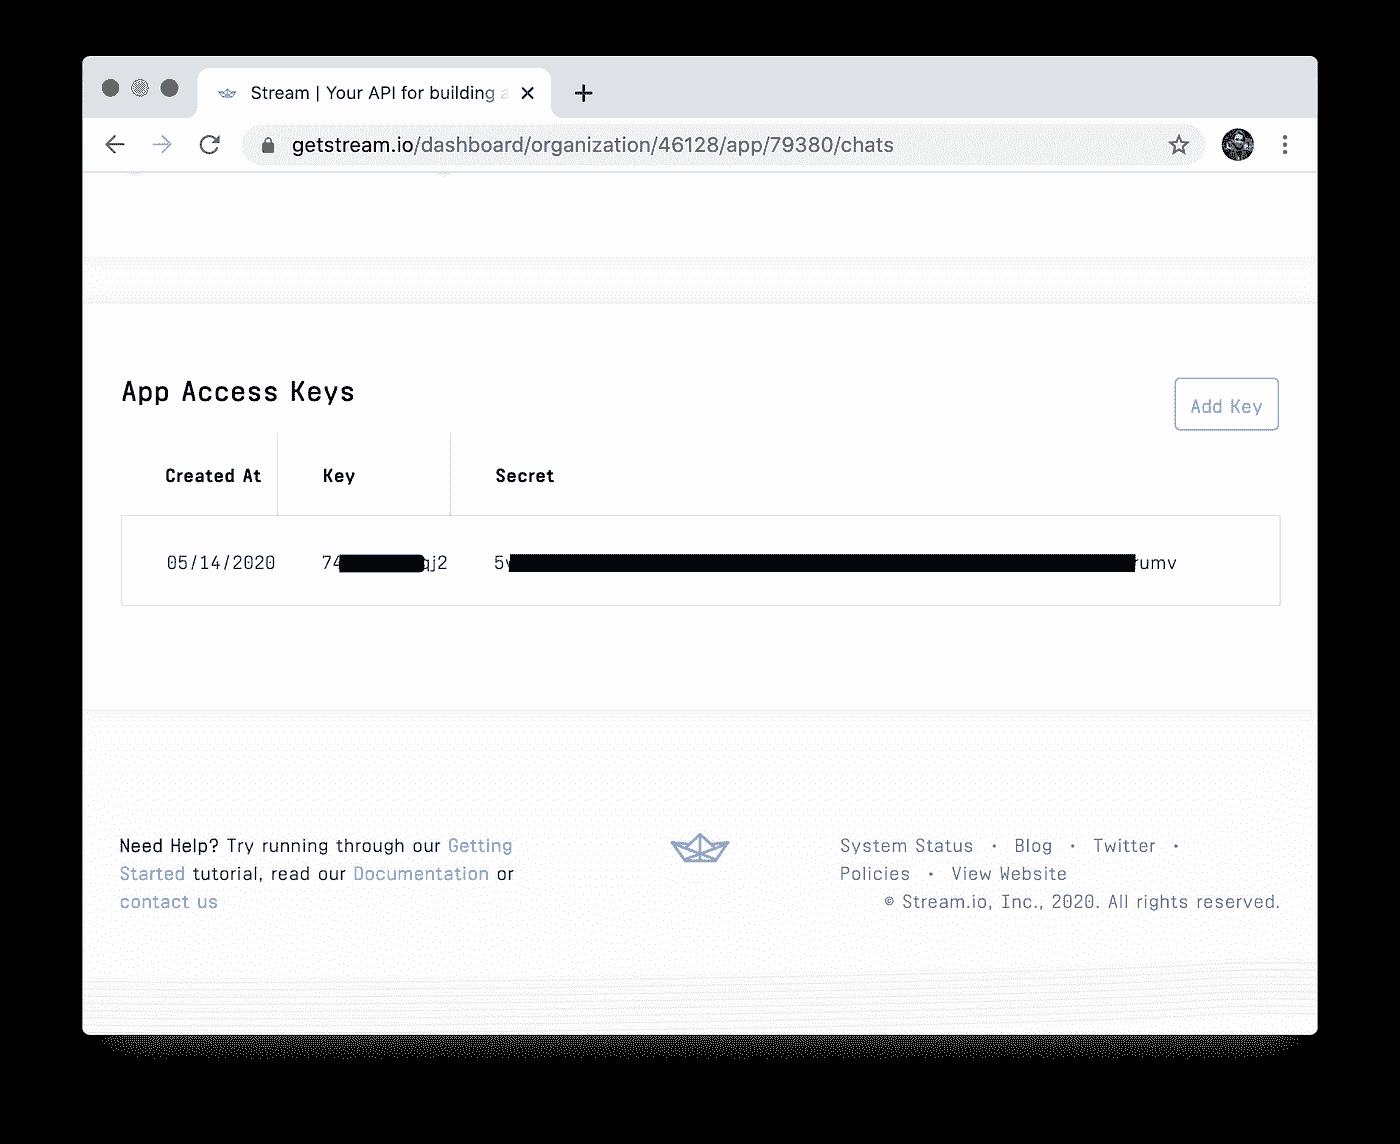 Stream | Your API for building a
getstream.io/dashboard/organization/46128/app/79380/chats
App Access Keys
Add Key
Created At Key Secret
05/14/2020 74 qj2 5 rumv
Need Help? Try running through our Getting
Started tutorial, read our Documentation or
contact us
System Status • Blog • Twitter •
Policies • View Website
© Stream.io, Inc., 2020. All rights reserved.